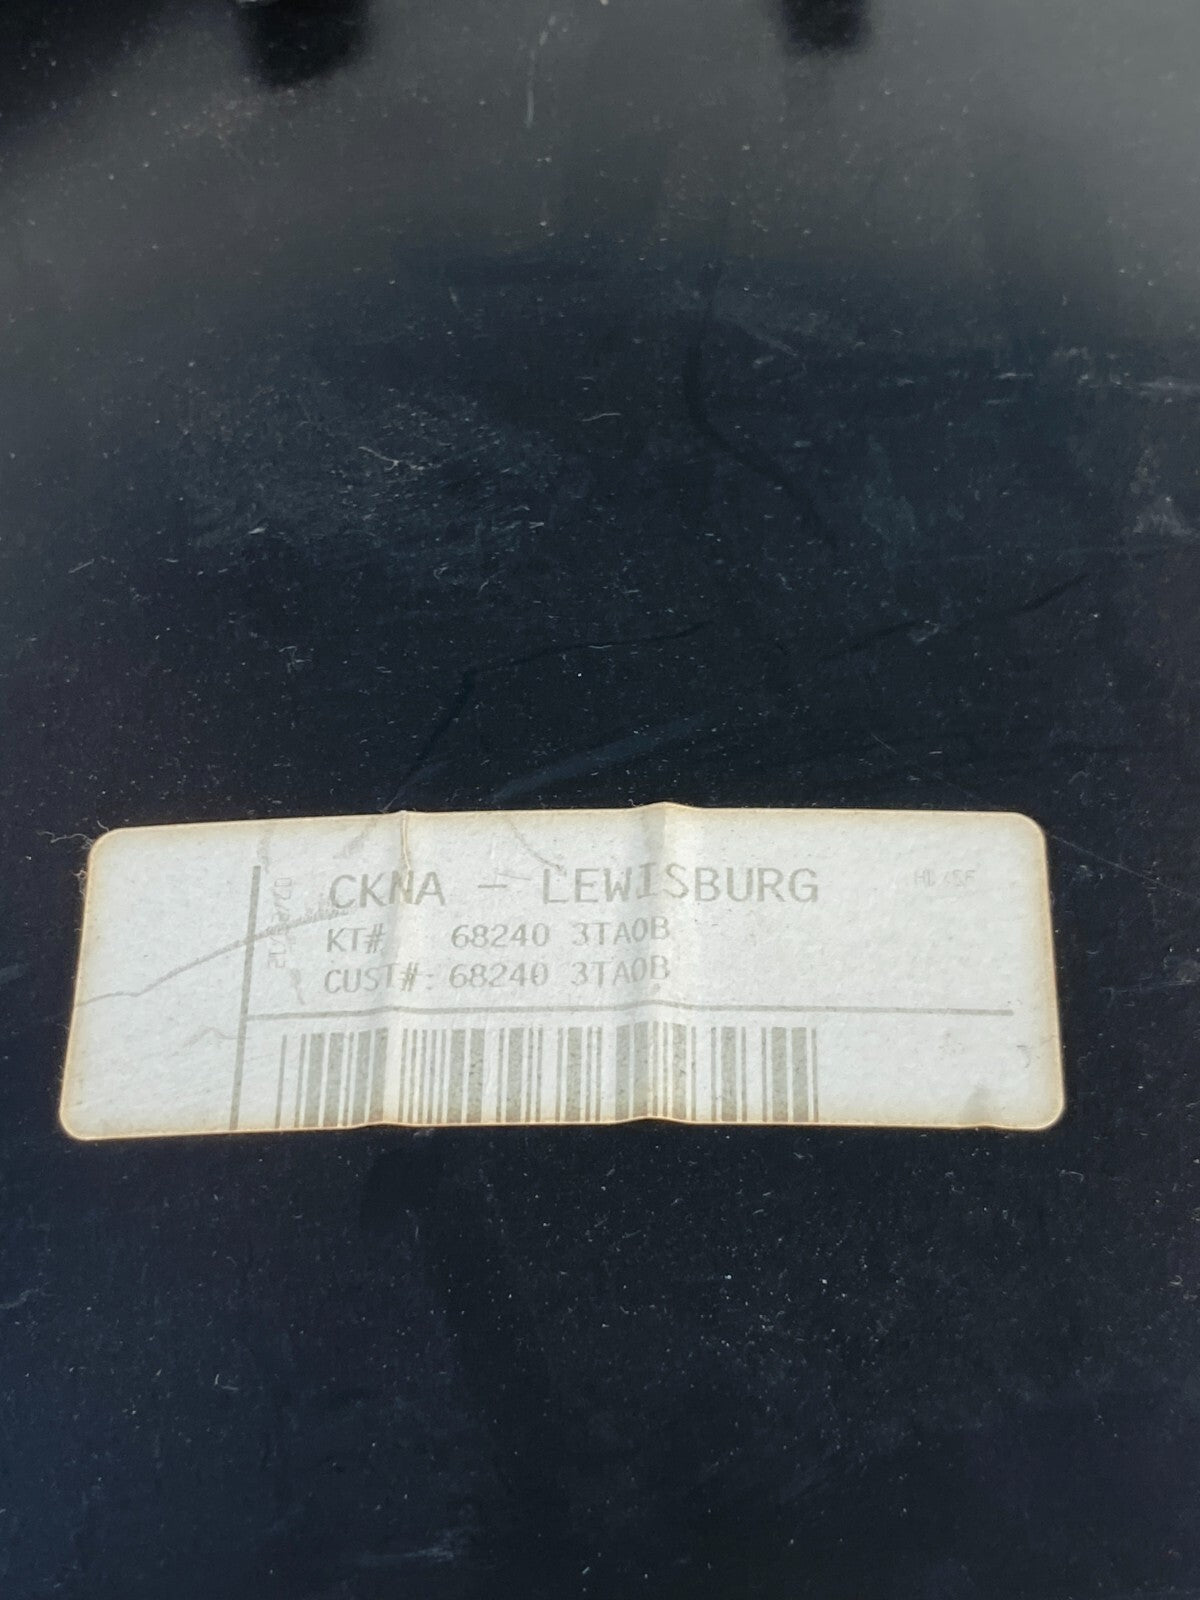 CKNA - LEWISBURG
KT# 68240 3TA0B
CUST#: 68240 3TA0B